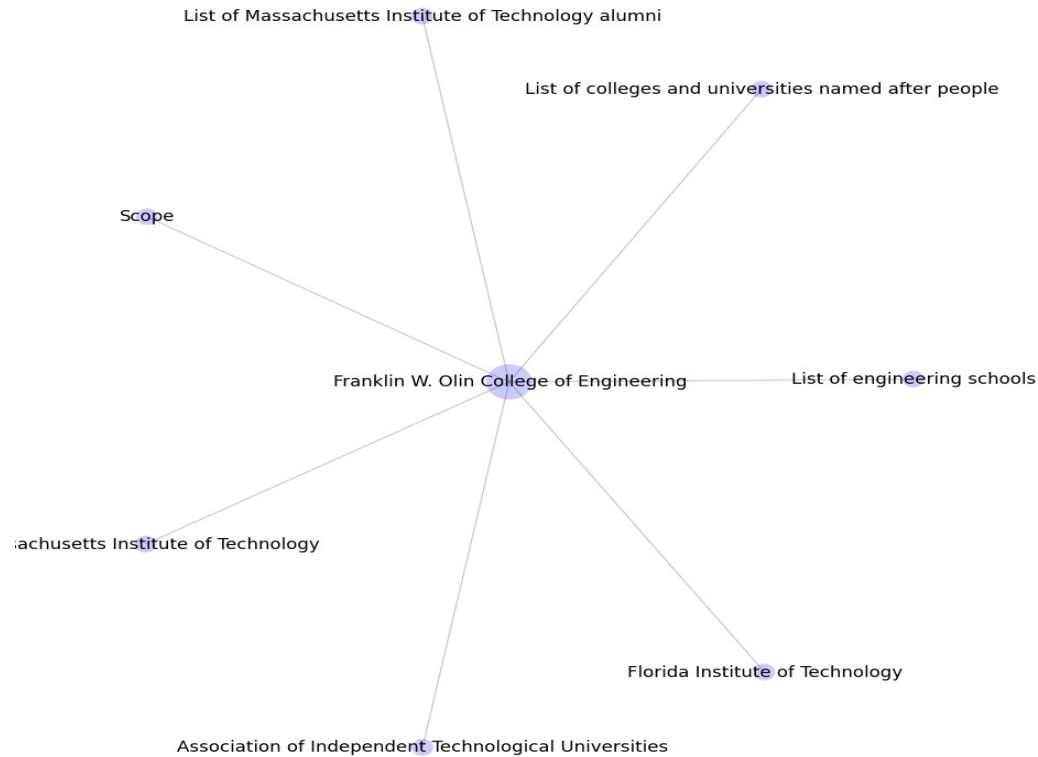 List of Massachusetts Institute of Technology alumni
List of colleges and universities named after people
Scope
Franklin W. Olin College of Engineering
List of engineering schools
sachusetts Institute of Technology
Florida Institute of Technology
Association of Independent Technological Universities